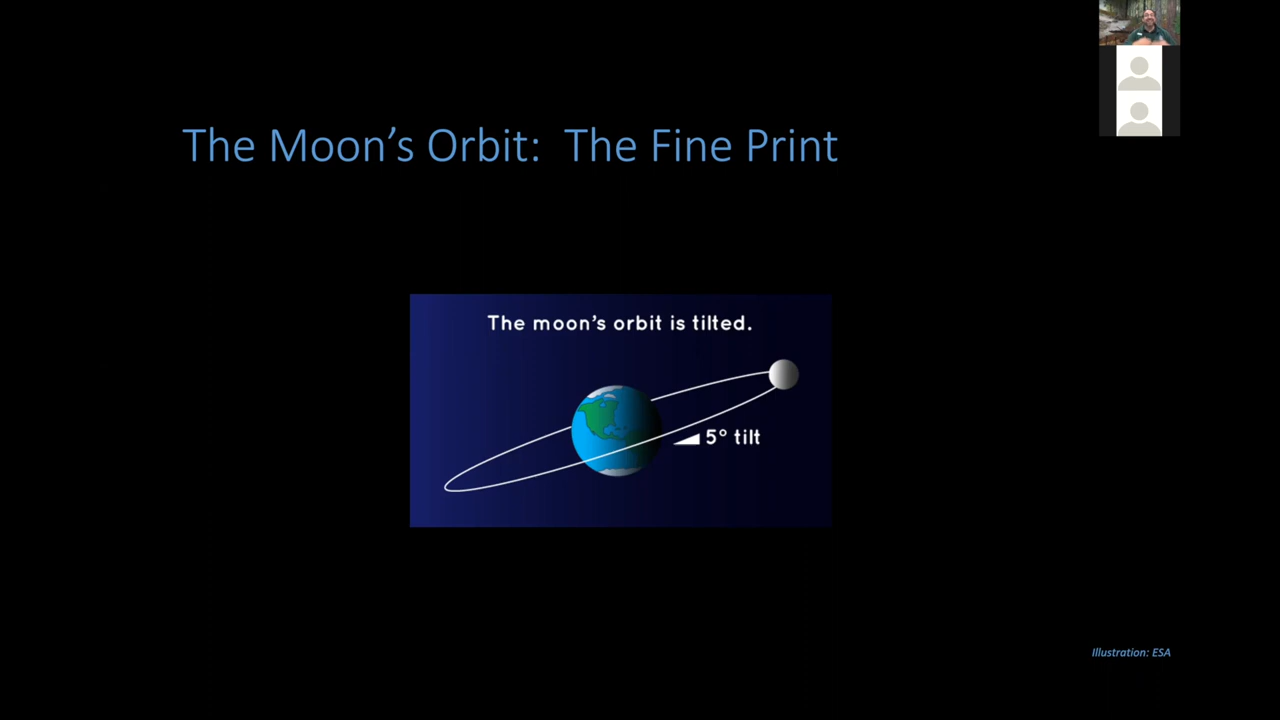 The Moon’s Orbit:  The Fine Print
The moon’s orbit is tilted.
5° tilt
Illustration: ESA